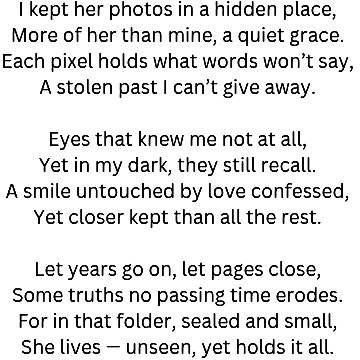 I kept her photos in a hidden place,
More of her than mine, a quiet grace.
Each pixel holds what words won’t say,
A stolen past I can’t give away.

Eyes that knew me not at all,
Yet in my dark, they still recall.
A smile untouched by love confessed,
Yet closer kept than all the rest.

Let years go on, let pages close,
Some truths no passing time erodes.
For in that folder, sealed and small,
She lives — unseen, yet holds it all.